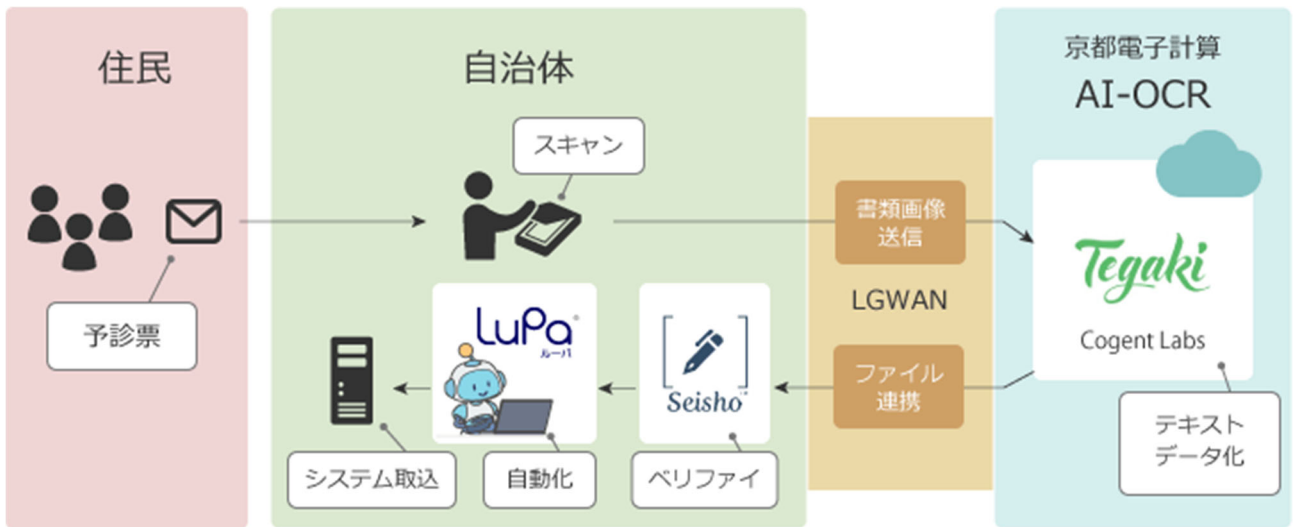 住民
予診票
自治体
スキャン
LuPa®
ルーパ
Seisho™
システム取込
自動化
ベリファイ
書類画像
送信
LGWAN
ファイル
連携
京都電子計算
AI-OCR
Tegaki
Cogent Labs
テキスト
データ化